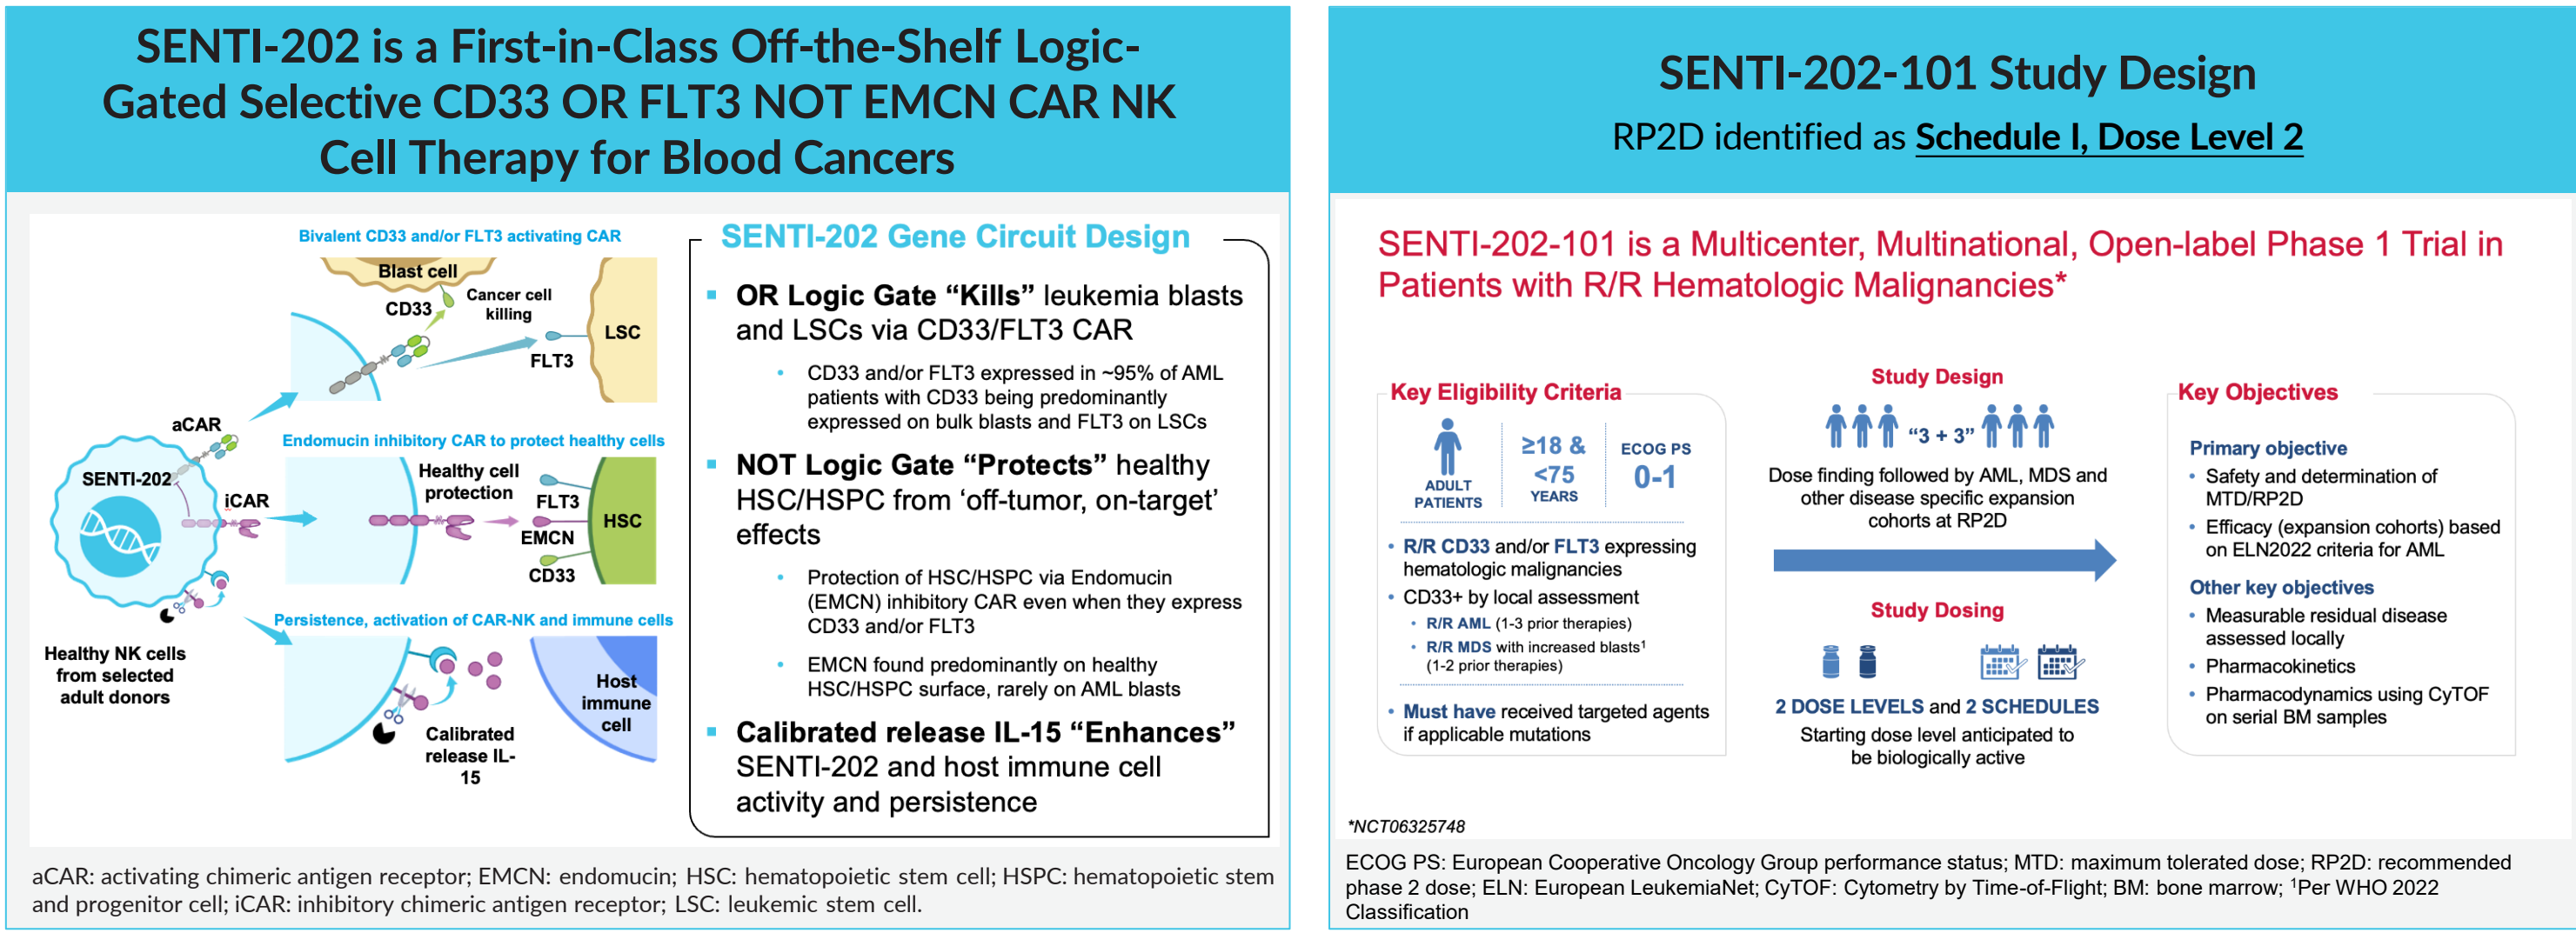 SENTI-202 is a First-in-Class Off-the-Shelf Logic-
Gated Selective CD33 OR FLT3 NOT EMCN CAR NK
Cell Therapy for Blood Cancers
Bivalent CD33 and/or FLT3 activating CAR
Blast cell
CD33
Cancer cell
killing
LSC
FLT3
aCAR
SENTI-202
iCAR
Endomucin inhibitory CAR to protect healthy cells
Healthy cell
protection
FLT3
EMCN
CD33
HSC
Healthy NK cells
from selected
adult donors
Persistence, activation of CAR-NK and immune cells
Calibrated
release IL-
15
Host
immune
cell
SENTI-202 Gene Circuit Design
▪ OR Logic Gate “Kills” leukemia blasts
and LSCs via CD33/FLT3 CAR
• CD33 and/or FLT3 expressed in ~95% of AML
patients with CD33 being predominantly
expressed on bulk blasts and FLT3 on LSCs
▪ NOT Logic Gate “Protects” healthy
HSC/HSPC from ‘off-tumor, on-target’
effects
• Protection of HSC/HSPC via Endomucin
(EMCN) inhibitory CAR even when they express
CD33 and/or FLT3
• EMCN found predominantly on healthy
HSC/HSPC surface, rarely on AML blasts
▪ Calibrated release IL-15 “Enhances”
SENTI-202 and host immune cell
activity and persistence
aCAR: activating chimeric antigen receptor; EMCN: endomucin; HSC: hematopoietic stem cell; HSPC: hematopoietic stem
and progenitor cell; iCAR: inhibitory chimeric antigen receptor; LSC: leukemic stem cell.
SENTI-202-101 Study Design
RP2D identified as Schedule I, Dose Level 2
SENTI-202-101 is a Multicenter, Multinational, Open-label Phase 1 Trial in
Patients with R/R Hematologic Malignancies*
Key Eligibility Criteria
ADULT
PATIENTS
≥18 &
<75
YEARS
ECOG PS
0-1
• R/R CD33 and/or FLT3 expressing
hematologic malignancies
• CD33+ by local assessment
• R/R AML (1-3 prior therapies)
• R/R MDS with increased blasts¹
(1-2 prior therapies)
• Must have received targeted agents
if applicable mutations
Study Design
“3 + 3”
Dose finding followed by AML, MDS and
other disease specific expansion
cohorts at RP2D
Study Dosing
2 DOSE LEVELS and 2 SCHEDULES
Starting dose level anticipated to
be biologically active
Key Objectives
Primary objective
• Safety and determination of
MTD/RP2D
• Efficacy (expansion cohorts) based
on ELN2022 criteria for AML
Other key objectives
• Measurable residual disease
assessed locally
• Pharmacokinetics
• Pharmacodynamics using CyTOF
on serial BM samples
*NCT06325748
ECOG PS: European Cooperative Oncology Group performance status; MTD: maximum tolerated dose; RP2D: recommended
phase 2 dose; ELN: European LeukemiaNet; CyTOF: Cytometry by Time-of-Flight; BM: bone marrow; ¹Per WHO 2022
Classification